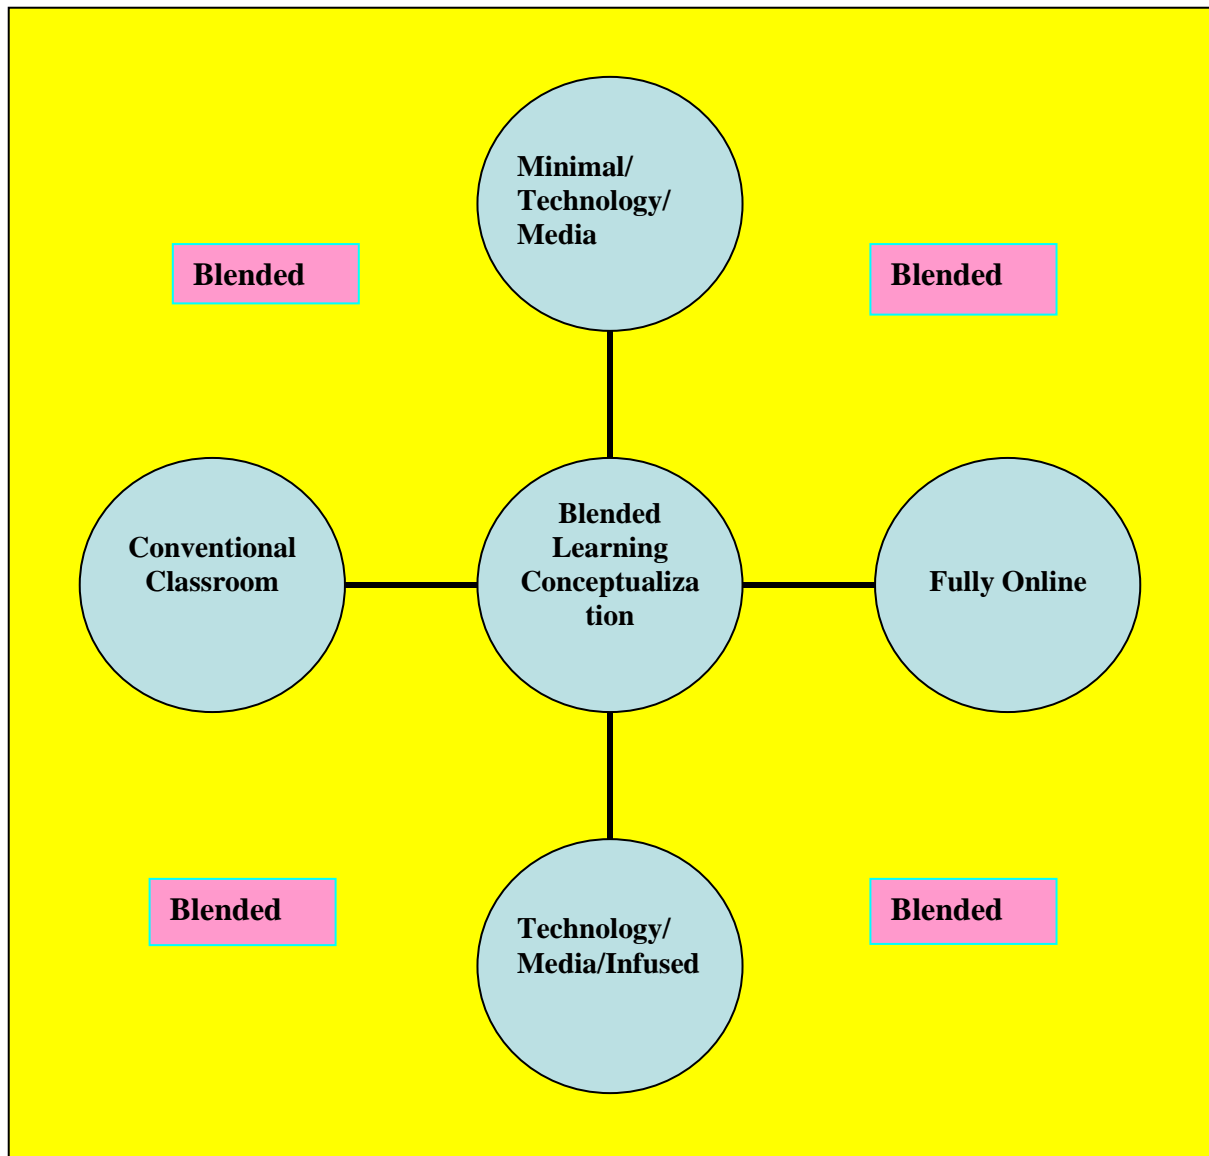 Minimal/
Technology/
Media
Blended
Blended
Conventional
Classroom
Blended
Learning
Conceptualiza
tion
Fully Online
Blended
Blended
Technology/
Media/Infused